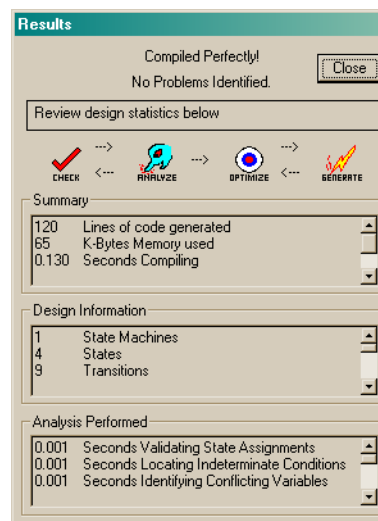 Results
Compiled Perfectly!
No Problems Identified.
Close
Review design statistics below
---> ---> --->
<--- <---
CHECK ANALYZE OPTIMIZE GENERATE
Summary
120 Lines of code generated
65 K-Bytes Memory used
0.130 Seconds Compiling
Design Information
1 State Machines
4 States
9 Transitions
Analysis Performed
0.001 Seconds Validating State Assignments
0.001 Seconds Locating Indeterminate Conditions
0.001 Seconds Identifying Conflicting Variables